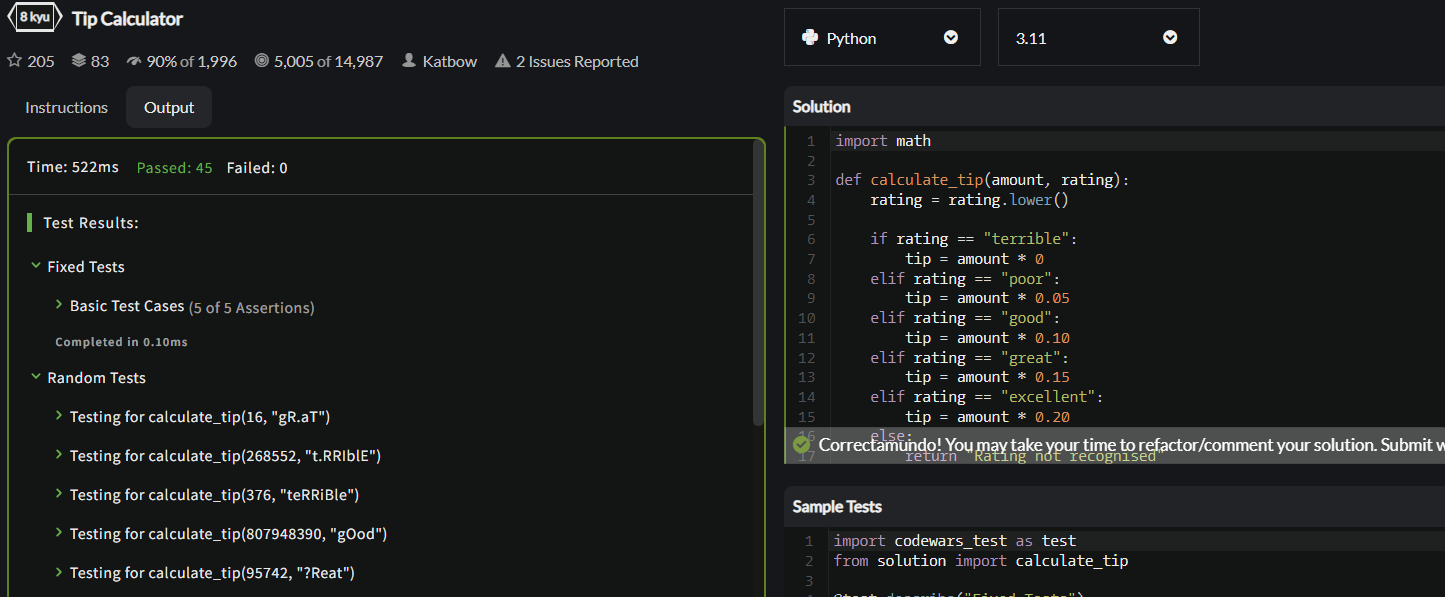 8 kyu Tip Calculator
205 83 90% of 1,996 5,005 of 14,987 Katbow 2 Issues Reported
Instructions Output
Time: 522ms Passed: 45 Failed: 0
Test Results:
Fixed Tests
Basic Test Cases (5 of 5 Assertions)
Completed in 0.10ms
Random Tests
Testing for calculate_tip(16, "gR.aT")
Testing for calculate_tip(268552, "t.RRIblE")
Testing for calculate_tip(376, "teRRiBle")
Testing for calculate_tip(807948390, "gOod")
Testing for calculate_tip(95742, "?Reat")
Python 3.11
Solution
1 import math
2
3 def calculate_tip(amount, rating):
4 rating = rating.lower()
5
6 if rating == "terrible":
7 tip = amount * 0
8 elif rating == "poor":
9 tip = amount * 0.05
10 elif rating == "good":
11 tip = amount * 0.10
12 elif rating == "great":
13 tip = amount * 0.15
14 elif rating == "excellent":
15 tip = amount * 0.20
16 else:
Correctamundo! You may take your time to refactor/comment your solution. Submit w
17 return "Rating not recognised"
Sample Tests
1 import codewars_test as test
2 from solution import calculate_tip
3
@test.describe("Fixed Tests")